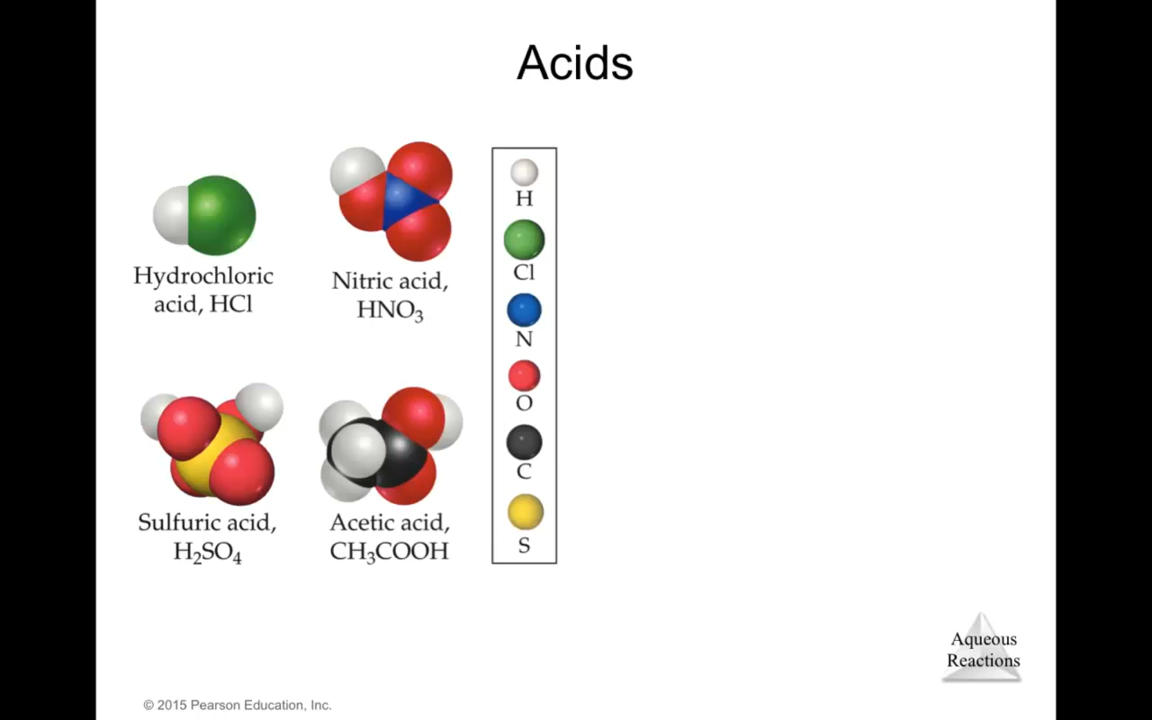 Acids
Hydrochloric
acid, HCl
Nitric acid,
HNO₃
H
Cl
N
O
C
S
Sulfuric acid,
H₂SO₄
Acetic acid,
CH₃COOH
Aqueous
Reactions
© 2015 Pearson Education, Inc.